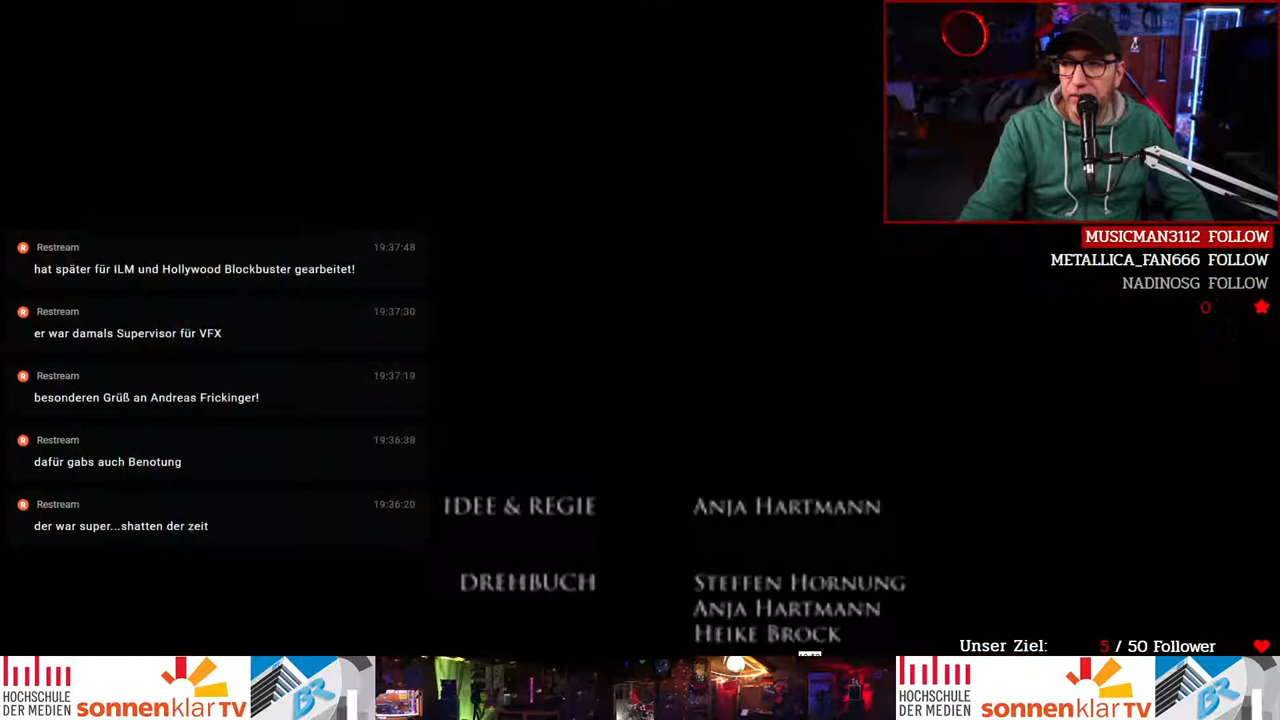 Restream 19:37:48
hat später für ILM und Hollywood Blockbuster gearbeitet!
Restream 19:37:30
er war damals Supervisor für VFX
Restream 19:37:19
besonderen Grüß an Andreas Frickinger!
Restream 19:36:38
dafür gabs auch Benotung
Restream 19:36:20
der war super...shatten der zeit
IDEE & REGIE ANJA HARTMANN
DREHBUCH STEFFEN HORNUNG
ANJA HARTMANN
HEIKE BROCK
MUSICMAN3112 FOLLOW
METALLICA_FAN666 FOLLOW
NADINOSG FOLLOW
0
Unser Ziel: 5 / 50 Follower
HOCHSCHULE
DER MEDIEN
sonnenklar TV
BR
HOCHSCHULE
DER MEDIEN
sonnenklar TV
BR